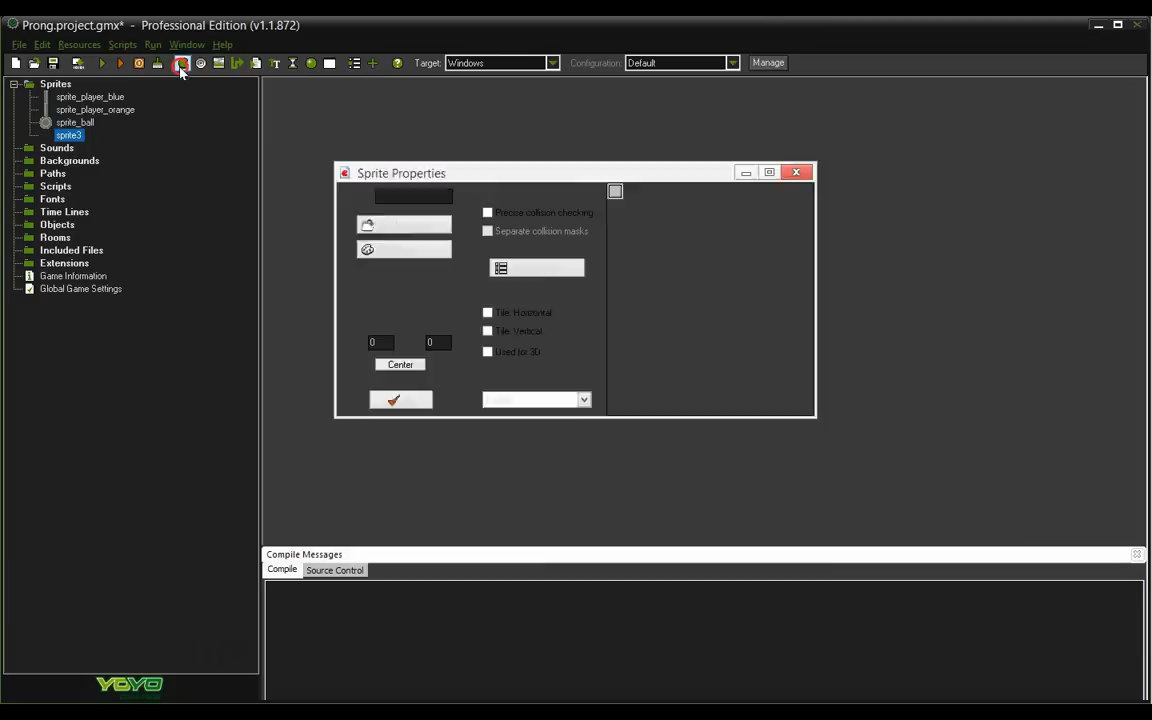 Prong.project.gmx* - Professional Edition (v1.1.872)
File Edit Resources Scripts Run Window Help
Target: Windows Configuration: Default Manage
Sprites
sprite_player_blue
sprite_player_orange
sprite_ball
sprite3
Sounds
Backgrounds
Paths
Scripts
Fonts
Time Lines
Objects
Rooms
Included Files
Extensions
Game Information
Global Game Settings
Sprite Properties
Precise collision checking
Separate collision masks
Tile: Horizontal
Tile: Vertical
0 0
Used for 3D
Center
Compile Messages
Compile Source Control
YOYO